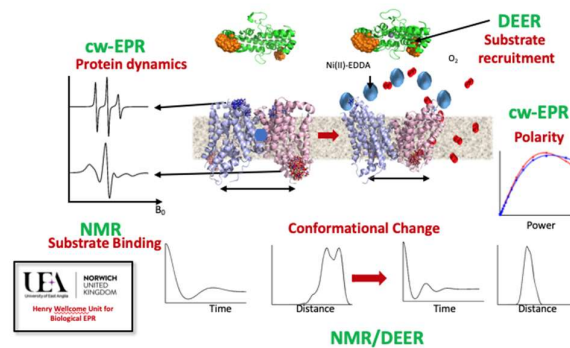 DEER
Substrate
recruitment
cw-EPR
Protein dynamics
Ni(II)-EDDA
O₂
cw-EPR
Polarity
B₀
Power
NMR
Substrate Binding
Conformational Change
UEA
University of East Anglia
NORWICH
UNITED
KINGDOM
Henry Wellcome Unit for
Biological EPR
Time
Distance
Time
Distance
NMR/DEER